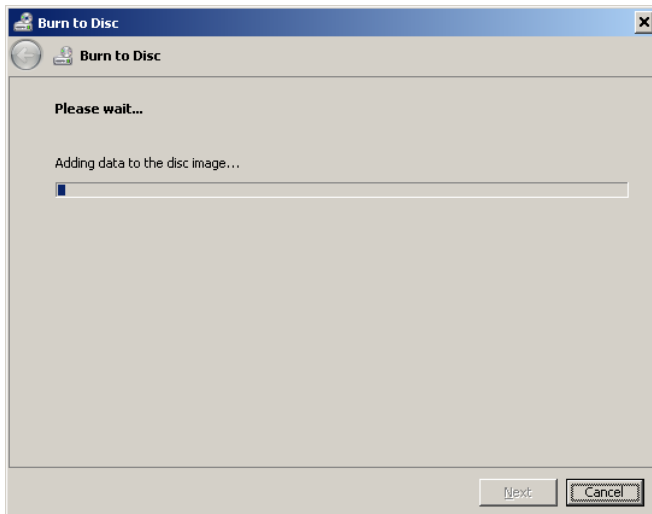 Burn to Disc
Burn to Disc
Please wait...
Adding data to the disc image...
Next
Cancel